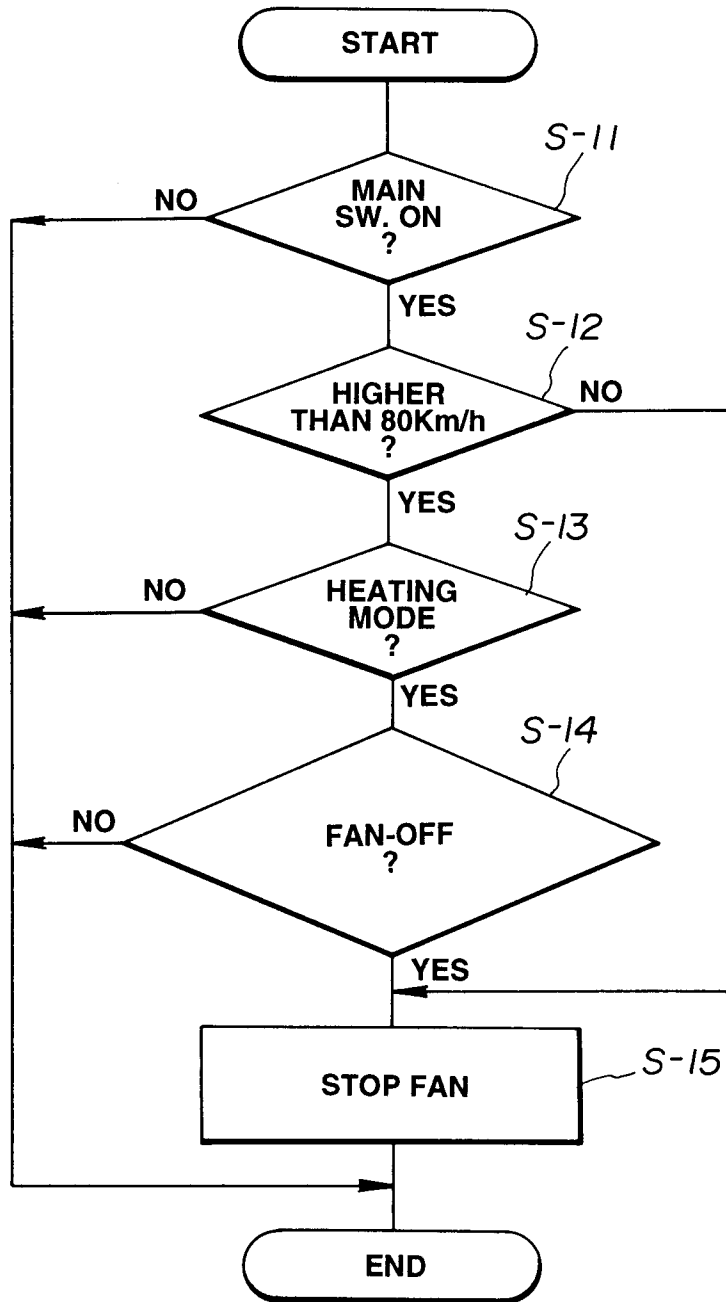 START
S-11
MAIN
SW. ON
?
NO
YES
S-12
HIGHER
THAN 80Km/h
?
NO
YES
S-13
HEATING
MODE
?
NO
YES
S-14
FAN-OFF
?
NO
YES
STOP FAN
S-15
END